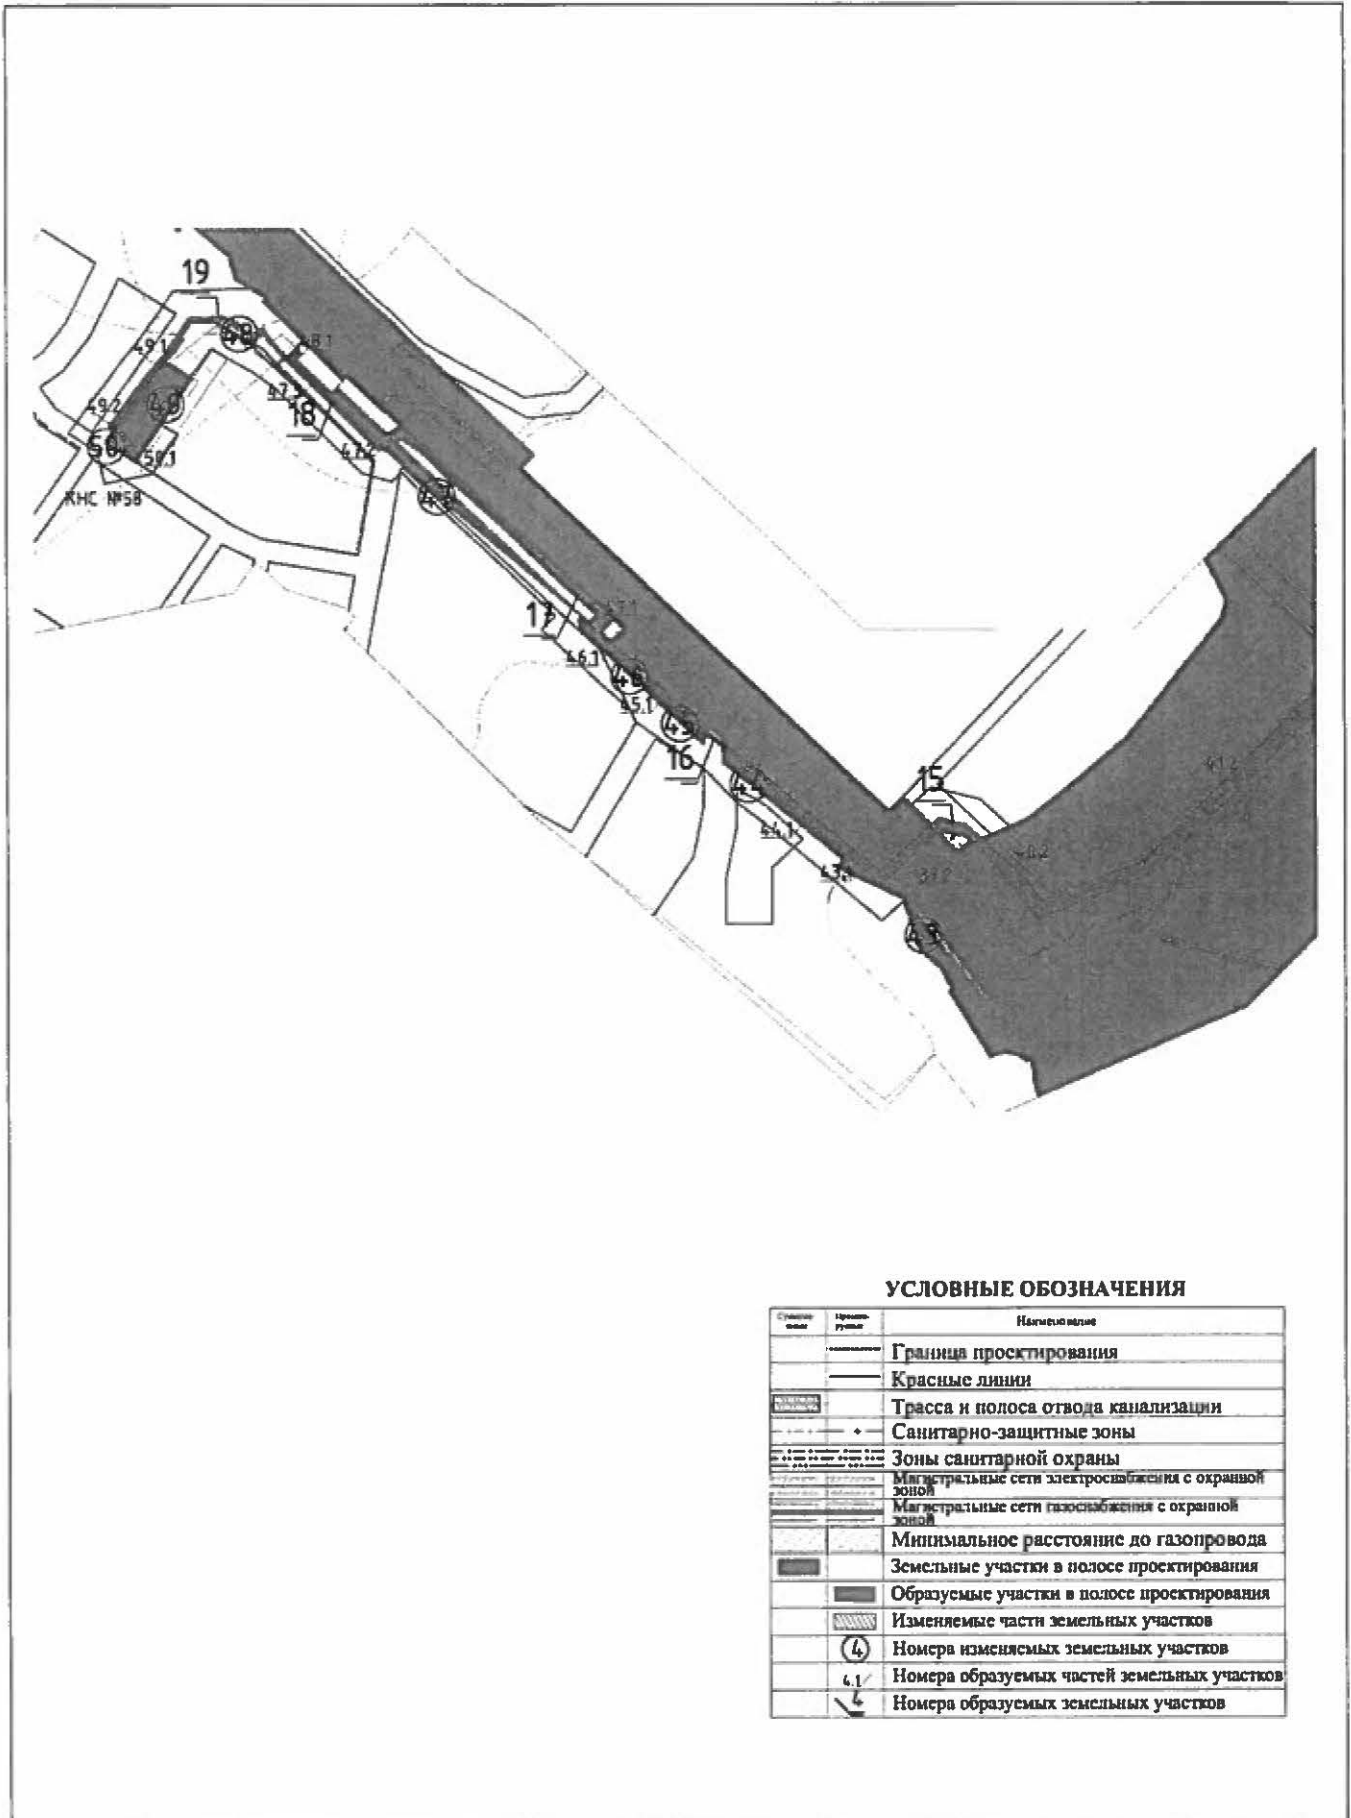 19
48
48.1
49.1
47.3
49
49.2
18
50
50.1
47.2
КНС №58
47
17
47.1
46.1
46
45.1
45
16
44
15
41.2
44.1
43.1
43
УСЛОВНЫЕ ОБОЗНАЧЕНИЯ
Наименование
Граница проектирования
Красные линии
Трасса и полоса отвода канализации
Санитарно-защитные зоны
Зоны санитарной охраны
Магистральные сети электроснабжения с охранной
зоной
Магистральные сети газоснабжения с охранной
зоной
Минимальное расстояние до газопровода
Земельные участки в полосе проектирования
Образуемые участки в полосе проектирования
Изменяемые части земельных участков
4 Номера изменяемых земельных участков
4.1 Номера образуемых частей земельных участков
4 Номера образуемых земельных участков